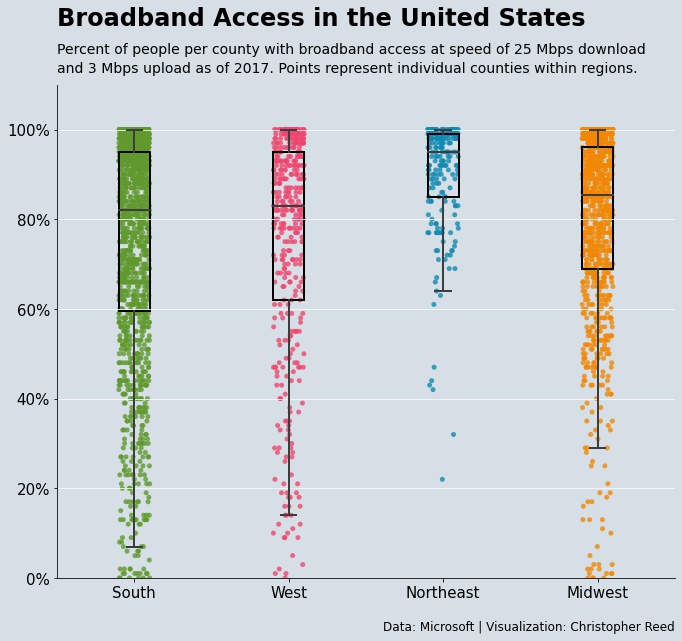 Broadband Access in the United States
Percent of people per county with broadband access at speed of 25 Mbps download
and 3 Mbps upload as of 2017. Points represent individual counties within regions.
100%
80%
60%
40%
20%
0%
South
West
Northeast
Midwest
Data: Microsoft | Visualization: Christopher Reed